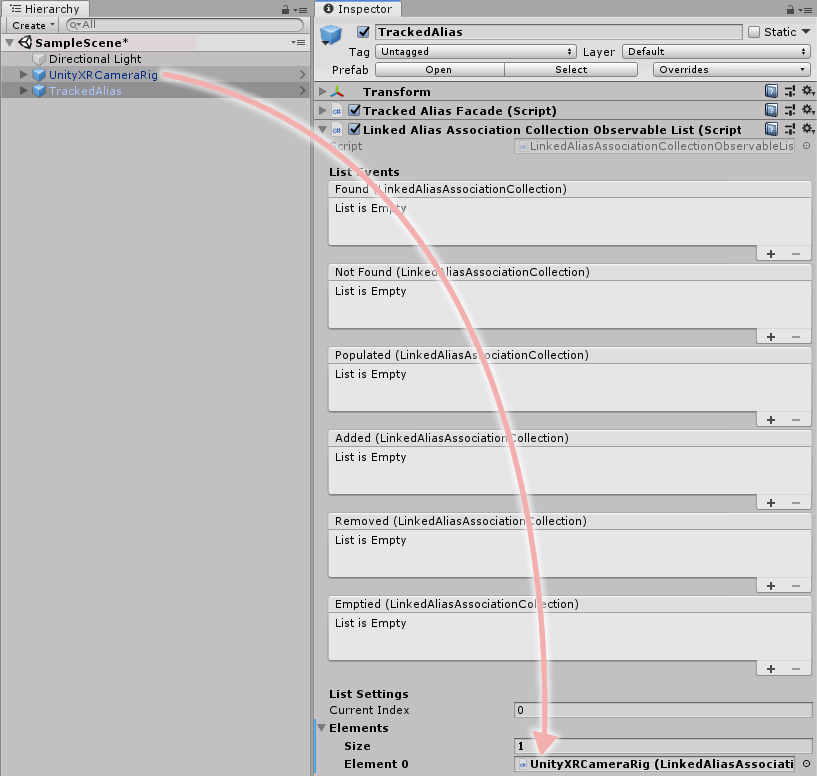 Hierarchy
Create
All
SampleScene*
Directional Light
UnityXRCameraRig
TrackedAlias
Inspector
TrackedAlias
Static
Tag Untagged Layer Default
Prefab Open Select Overrides
Transform
Tracked Alias Facade (Script)
Linked Alias Association Collection Observable List (Script
Script LinkedAliasAssociationCollectionObservableLis
List Events
Found (LinkedAliasAssociationCollection)
List is Empty
+ −
Not Found (LinkedAliasAssociationCollection)
List is Empty
+ −
Populated (LinkedAliasAssociationCollection)
List is Empty
+ −
Added (LinkedAliasAssociationCollection)
List is Empty
+ −
Removed (LinkedAliasAssociationCollection)
List is Empty
+ −
Emptied (LinkedAliasAssociationCollection)
List is Empty
+ −
List Settings
Current Index 0
Elements
Size 1
Element 0 UnityXRCameraRig (LinkedAliasAssociati